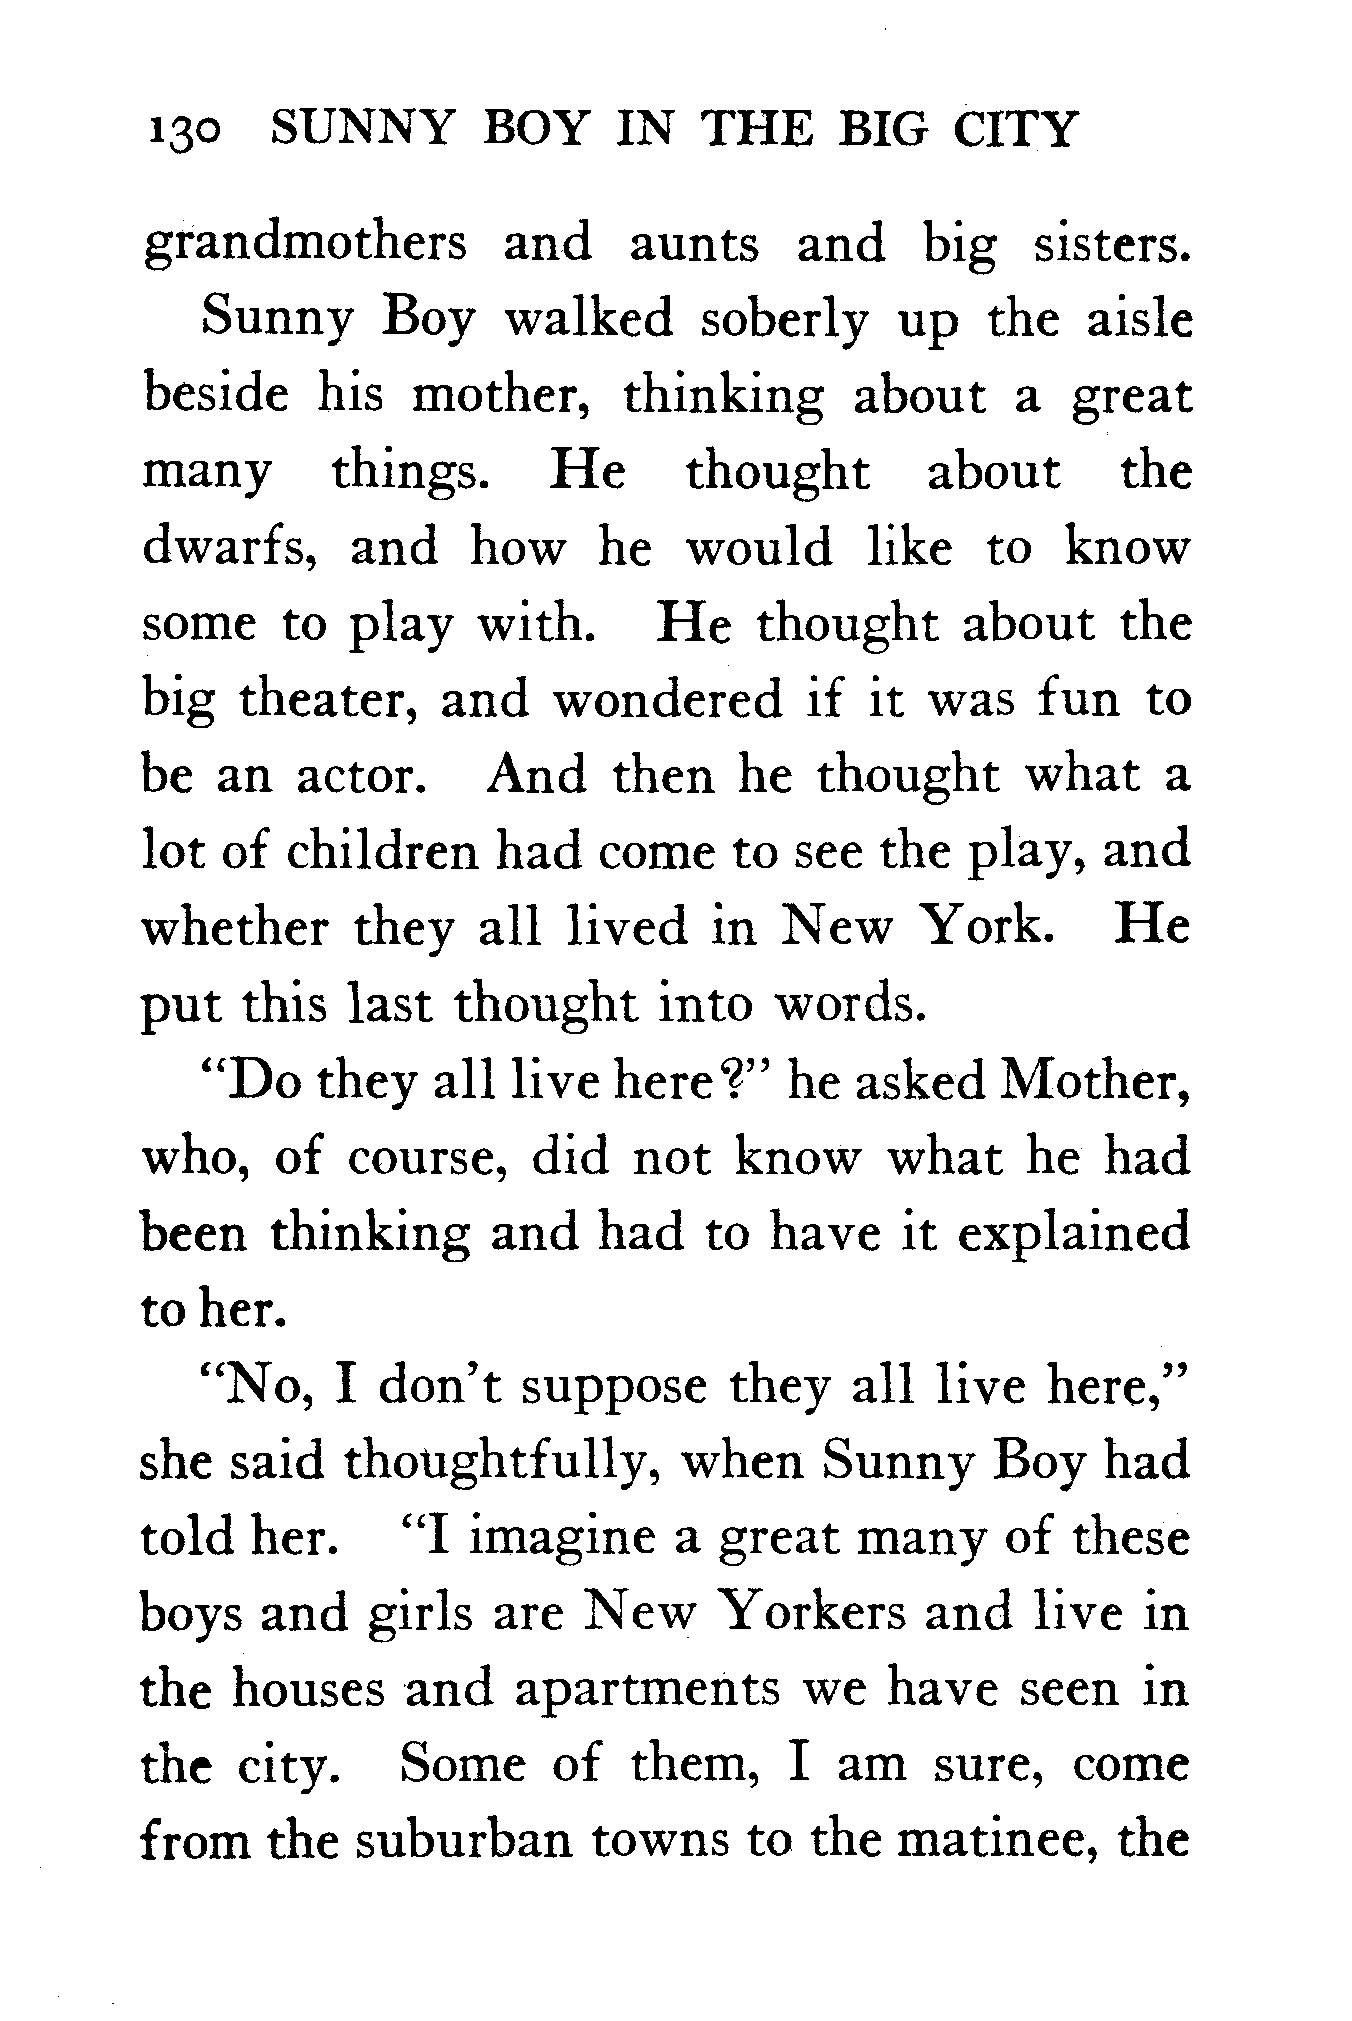 130 SUNNY BOY IN THE BIG CITY
grandmothers and aunts and big sisters.
Sunny Boy walked soberly up the aisle
beside his mother, thinking about a great
many things. He thought about the
dwarfs, and how he would like to know
some to play with. He thought about the
big theater, and wondered if it was fun to
be an actor. And then he thought what a
lot of children had come to see the play, and
whether they all lived in New York. He
put this last thought into words.
“Do they all live here?” he asked Mother,
who, of course, did not know what he had
been thinking and had to have it explained
to her.
“No, I don’t suppose they all live here,”
she said thoughtfully, when Sunny Boy had
told her. “I imagine a great many of these
boys and girls are New Yorkers and live in
the houses and apartments we have seen in
the city. Some of them, I am sure, come
from the suburban towns to the matinee, the